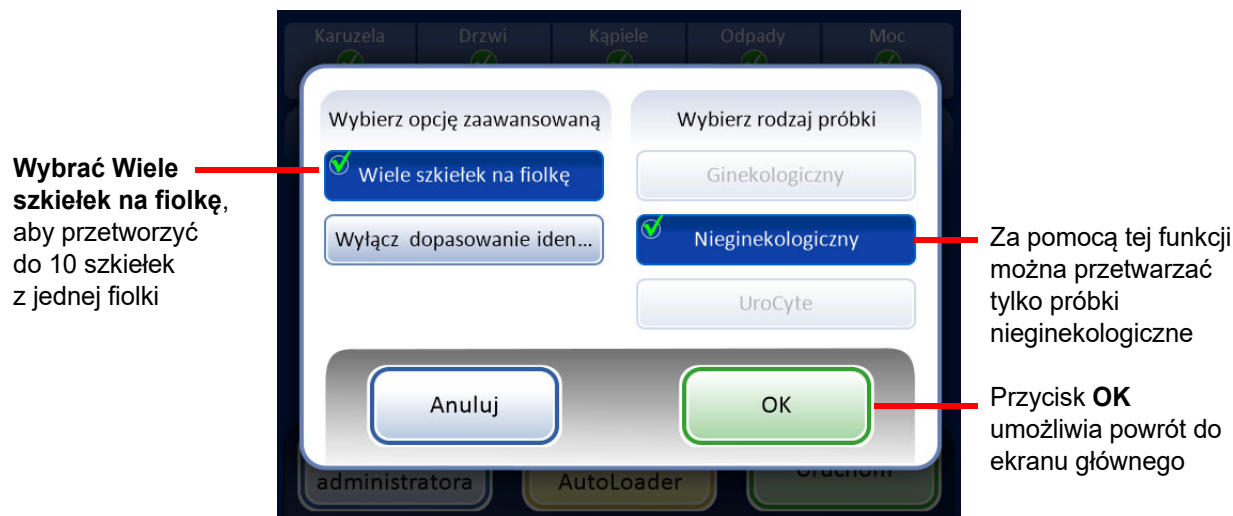 Karuzela Drzwi Kąpiele Odpady Moc
Wybierz opcję zaawansowaną
Wybierz rodzaj próbki
Wybrać Wiele
szkiełek na fiolkę,
aby przetworzyć
do 10 szkiełek
z jednej fiolki
Wiele szkiełek na fiolkę
Wyłącz dopasowanie iden...
Ginekologiczny
Nieginekologiczny
UroCyte
Za pomocą tej funkcji
można przetwarzać
tylko próbki
nieginekologiczne
Anuluj
OK
Przycisk OK
umożliwia powrót do
ekranu głównego
administratora
AutoLoader